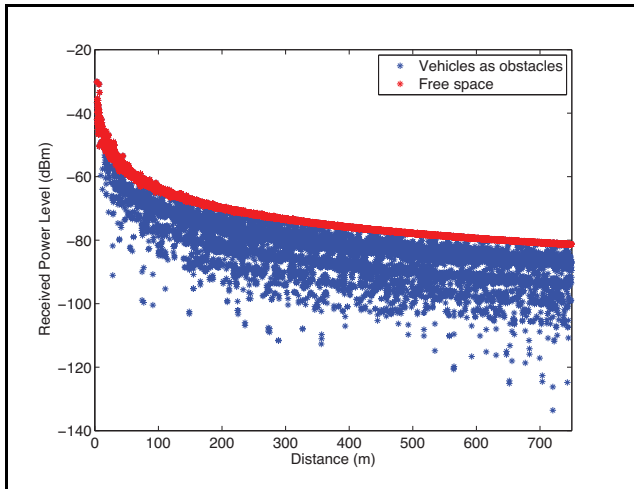 Vehicles as obstacles
Free space
Received Power Level (dBm)
−20
−40
−60
−80
−100
−120
−140
0 100 200 300 400 500 600 700
Distance (m)